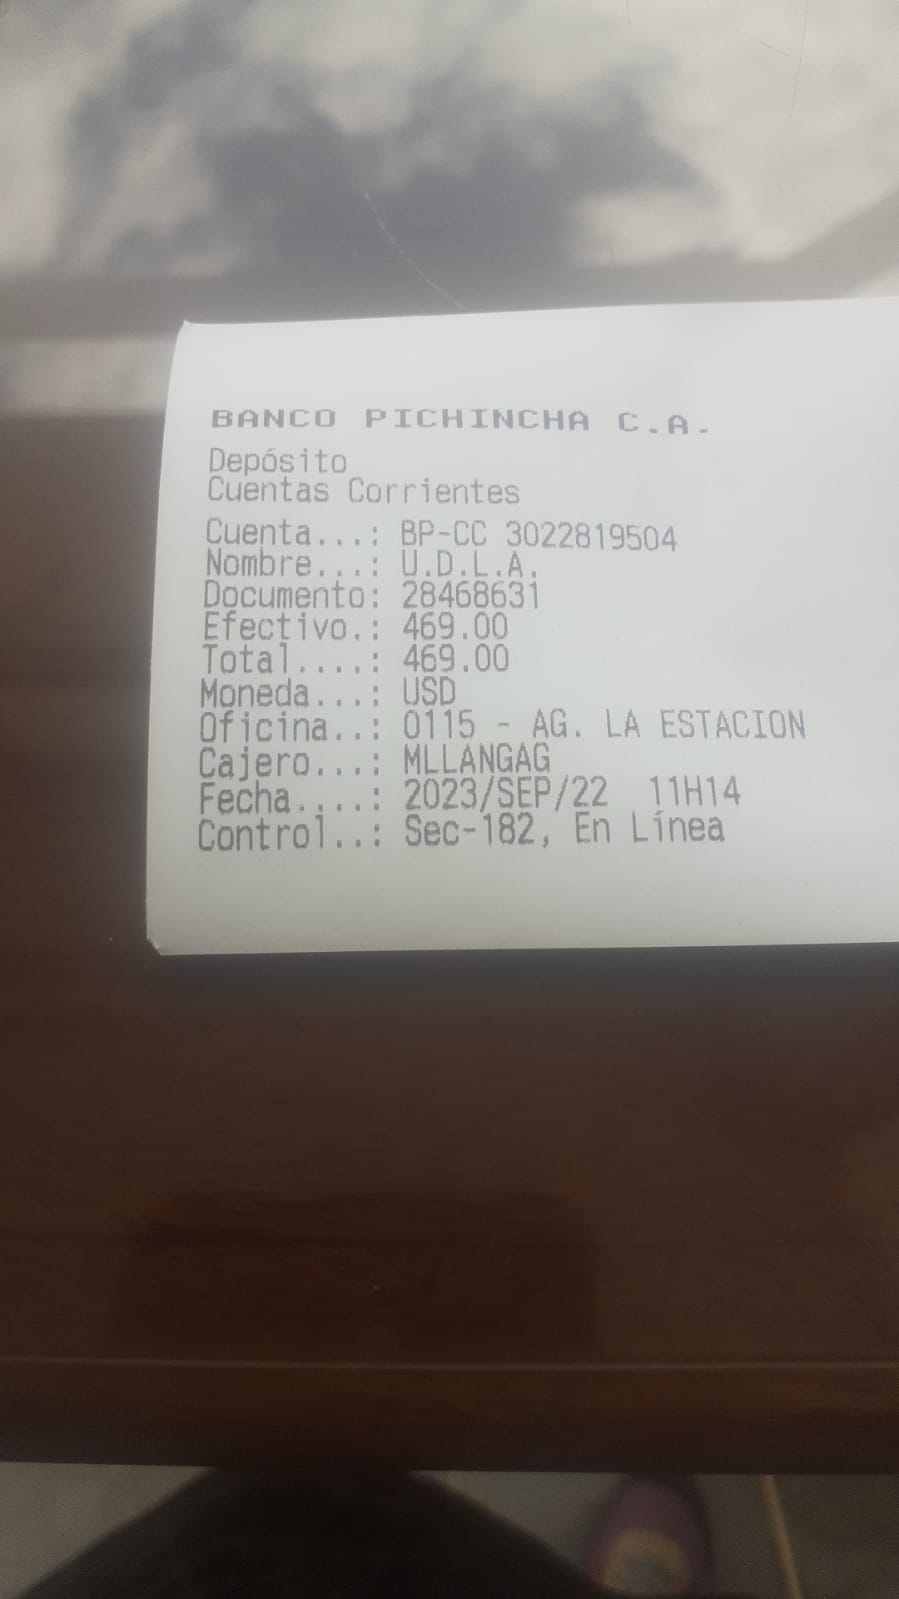 BANCO PICHINCHA C.A.
Depósito
Cuentas Corrientes
Cuenta...: BP-CC 3022819504
Nombre...: U.D.L.A.
Documento: 28468631
Efectivo.: 469.00
Total....: 469.00
Moneda...: USD
Oficina..: 0115 - AG. LA ESTACION
Cajero...: MLLANGAG
Fecha....: 2023/SEP/22  11H14
Control..: Sec-182, En Línea